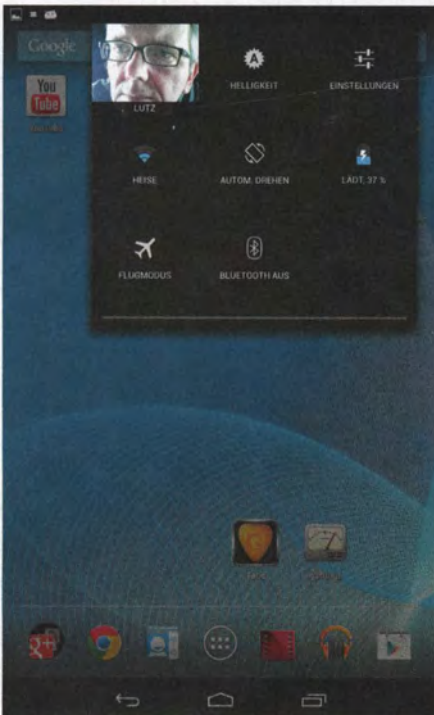 Google
HELLIGKEIT
EINSTELLUNGEN
LUTZ
You
Tube
HEISE
AUTOM. DREHEN
LÄDT, 37 %
FLUGMODUS
BLUETOOTH AUS
g+